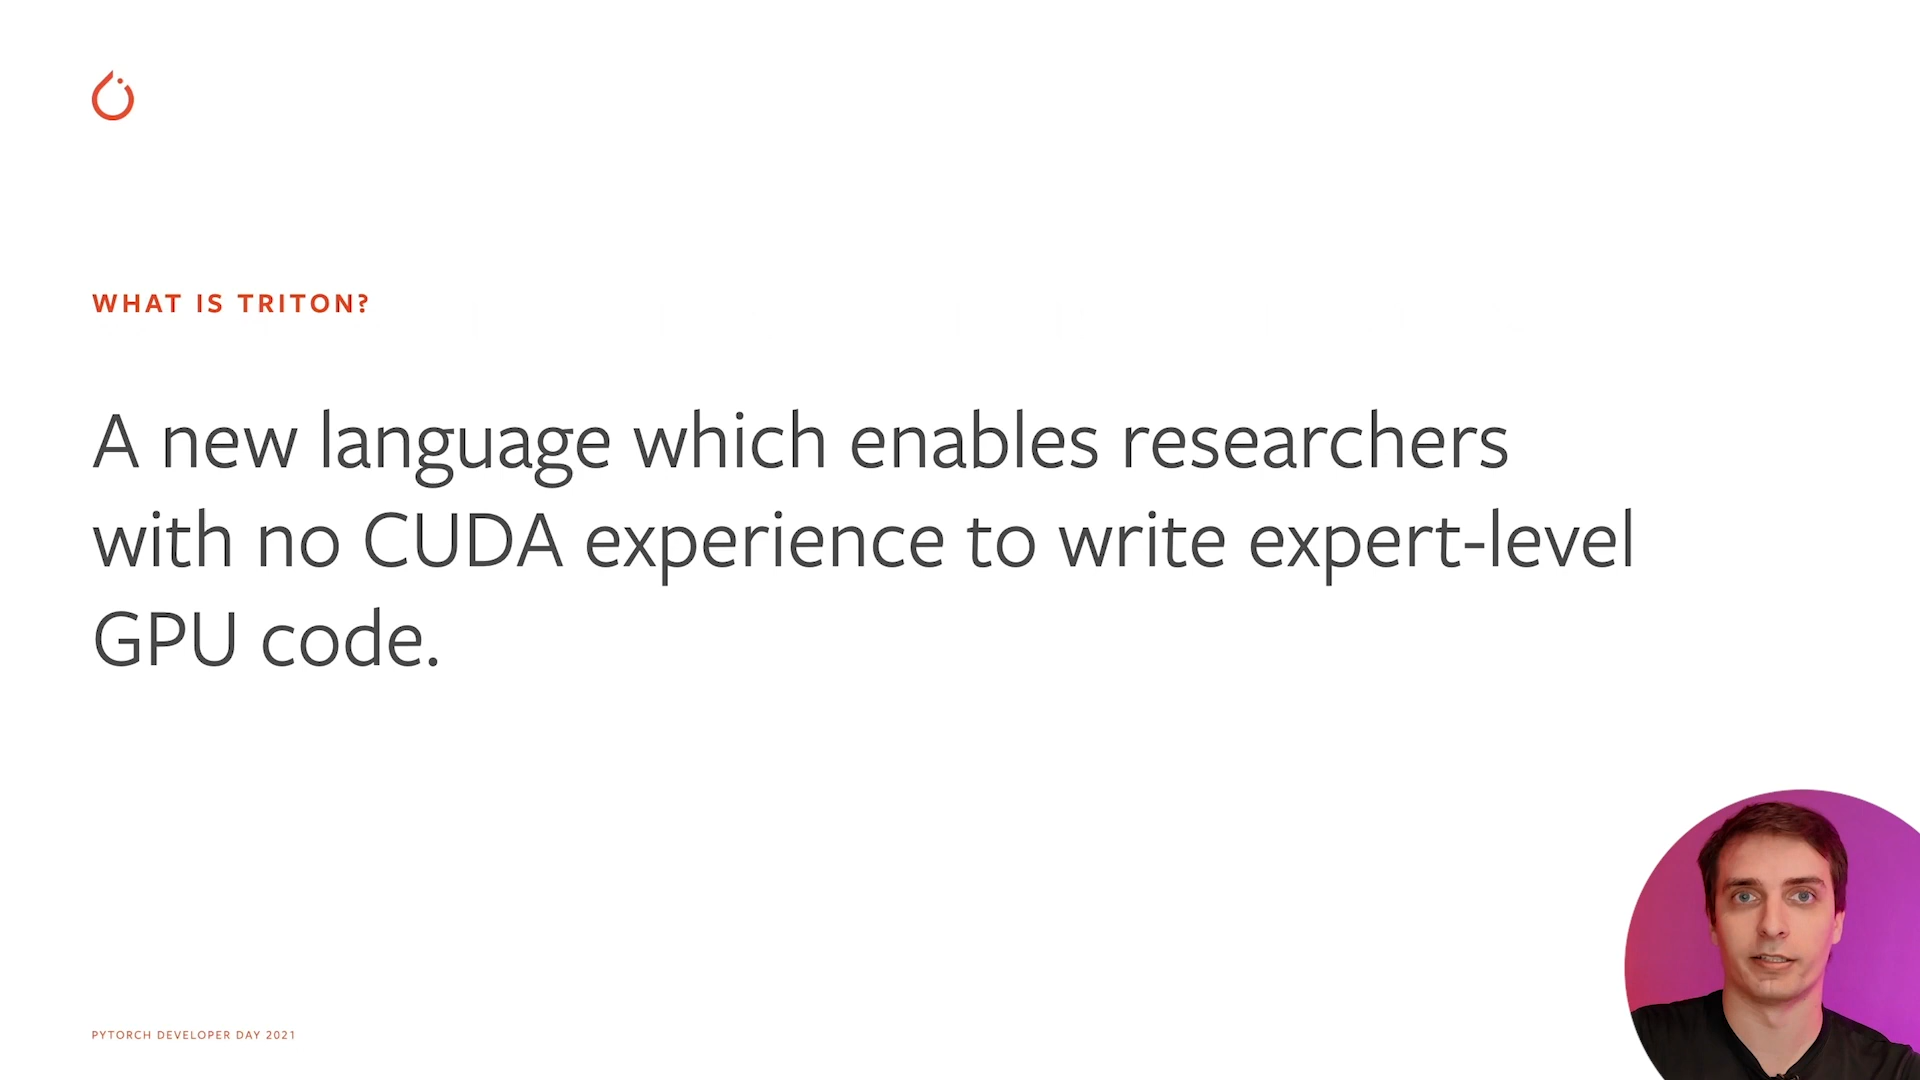 WHAT IS TRITON?
A new language which enables researchers
with no CUDA experience to write expert-level
GPU code.
PYTORCH DEVELOPER DAY 2021